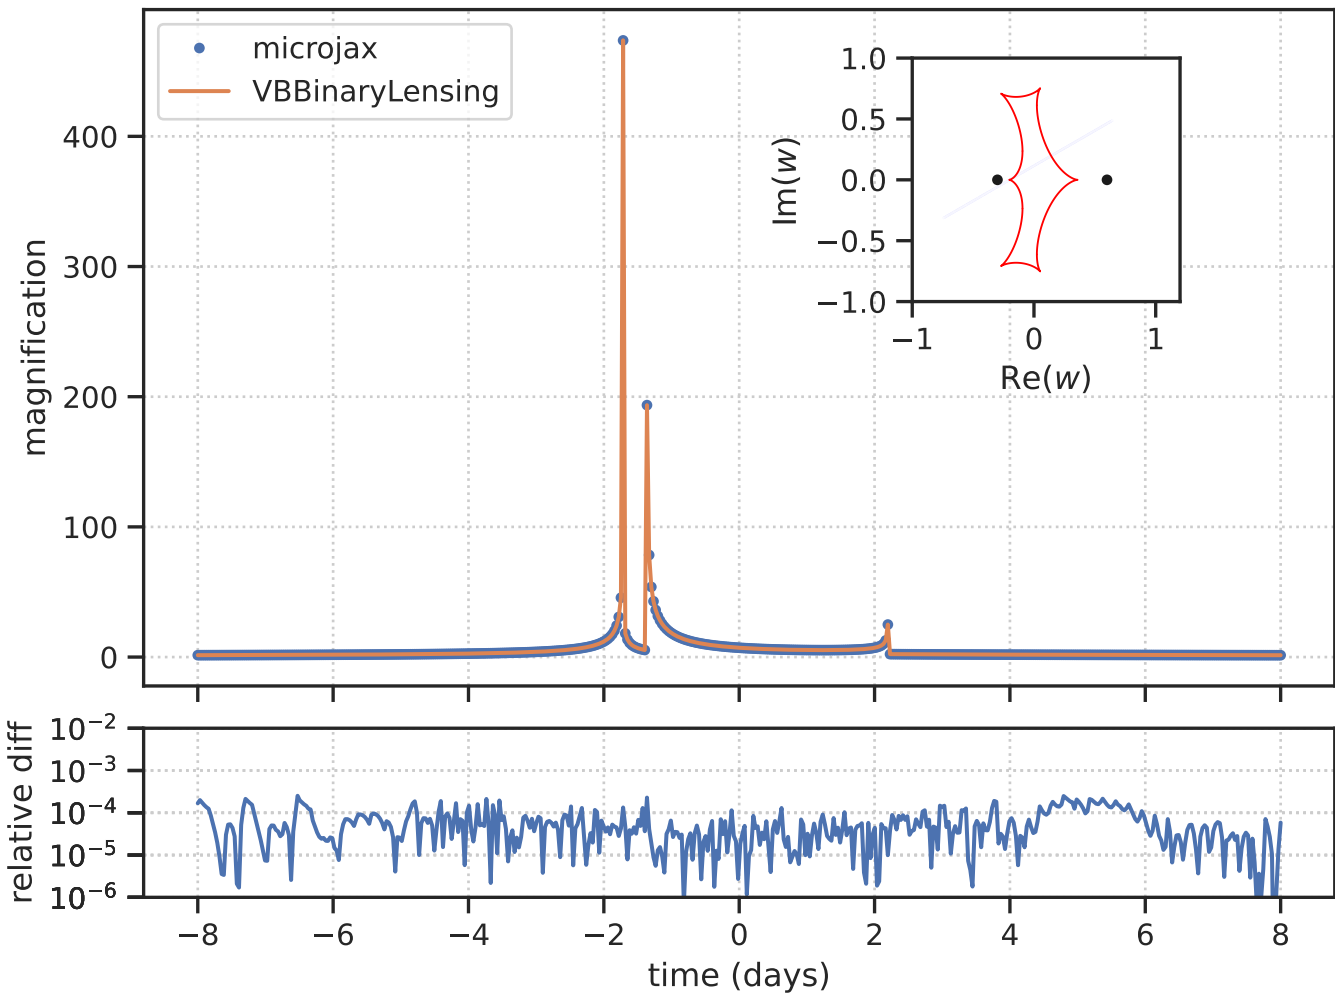 microjax
VBBinaryLensing
magnification
400
300
200
100
0
Im(w)
1.0
0.5
0.0
−0.5
−1.0
−1 0 1
Re(w)
relative diff
10⁻²
10⁻³
10⁻⁴
10⁻⁵
10⁻⁶
−8 −6 −4 −2 0 2 4 6 8
time (days)